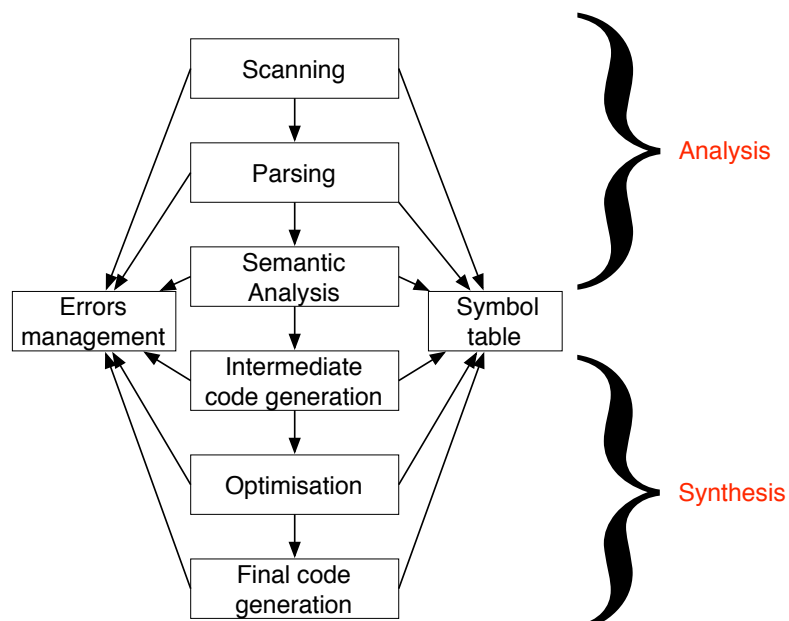 Scanning
Analysis
Parsing
Semantic
Analysis
Errors
management
Symbol
table
Intermediate
code generation
Optimisation
Synthesis
Final code
generation